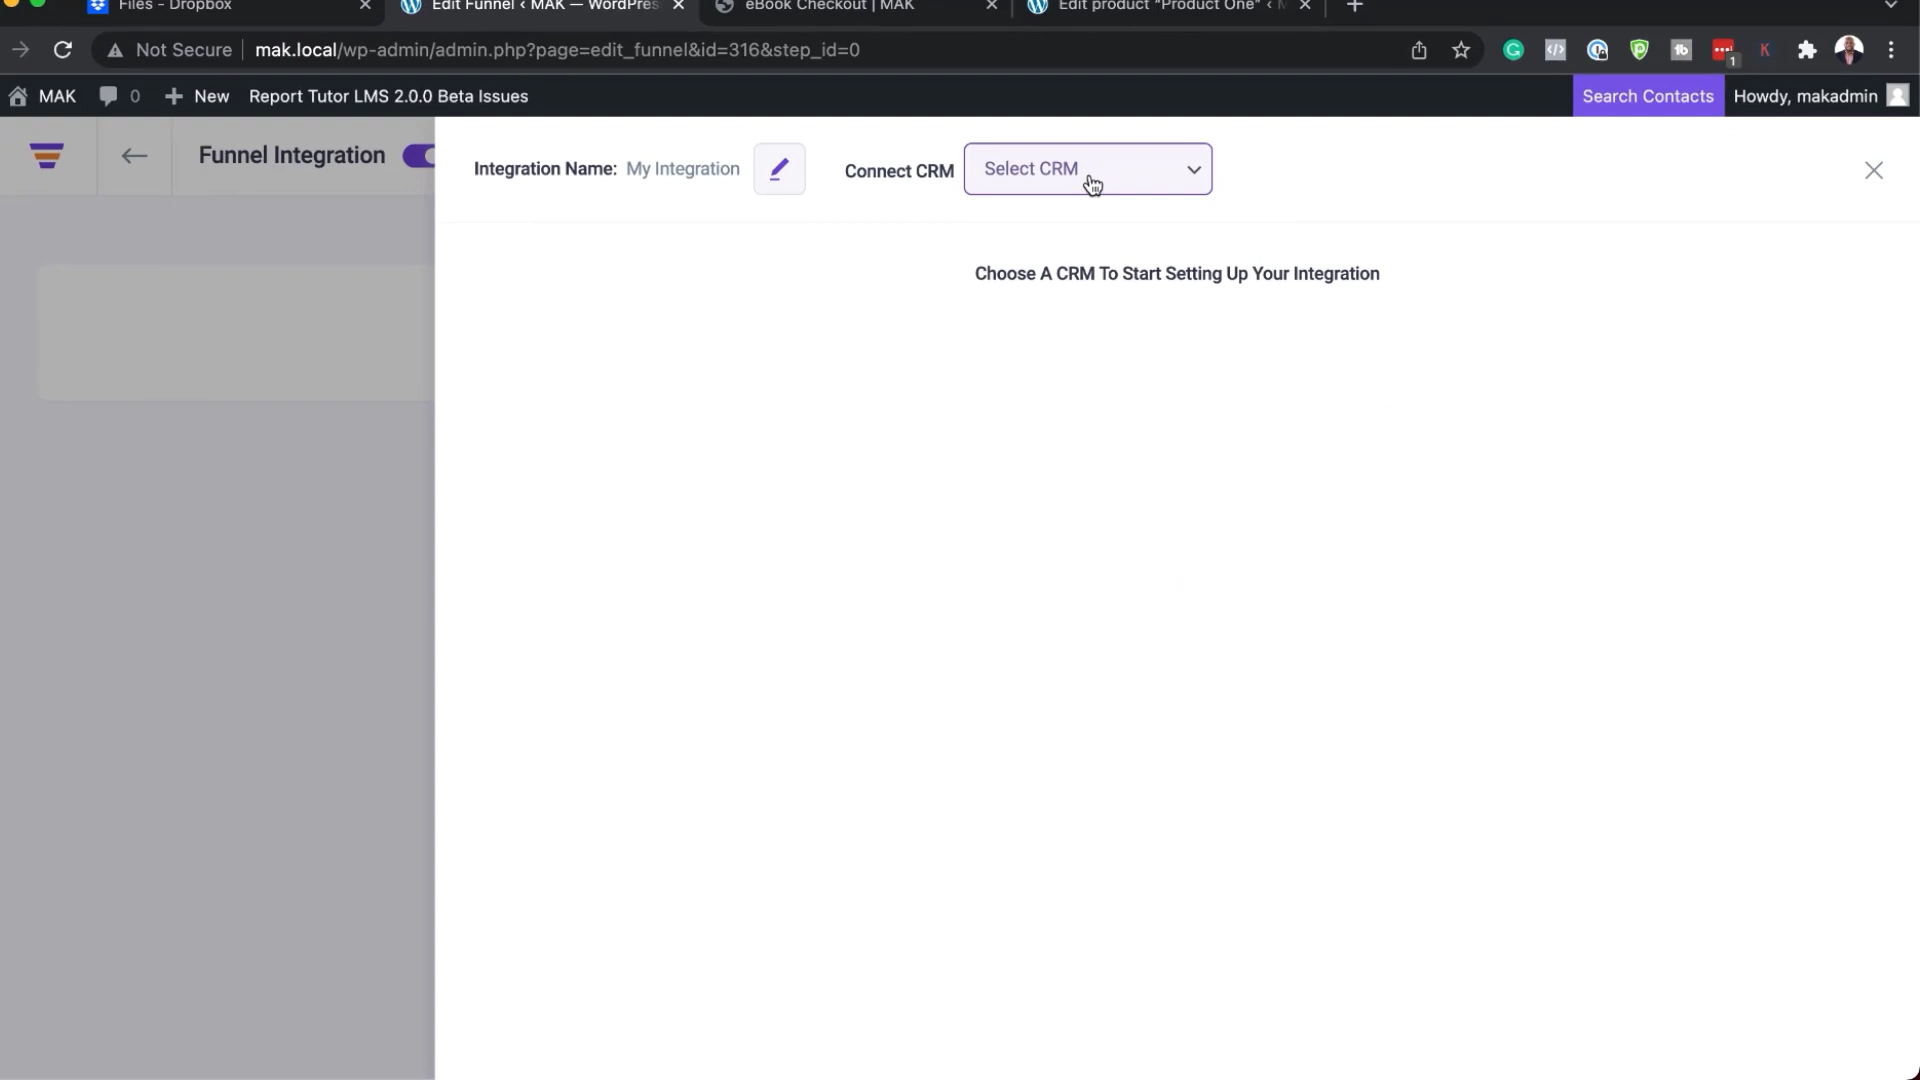 Files - Dropbox
Edit Funnel ‹ MAK — WordPres
eBook Checkout | MAK
Edit product "Product One" ‹ M
Not Secure
mak.local/wp-admin/admin.php?page=edit_funnel&id=316&step_id=0
1
MAK
0
New
Report Tutor LMS 2.0.0 Beta Issues
Search Contacts
Howdy, makadmin
Funnel Integration
Integration Name: My Integration
Connect CRM
Select CRM
Choose A CRM To Start Setting Up Your Integration